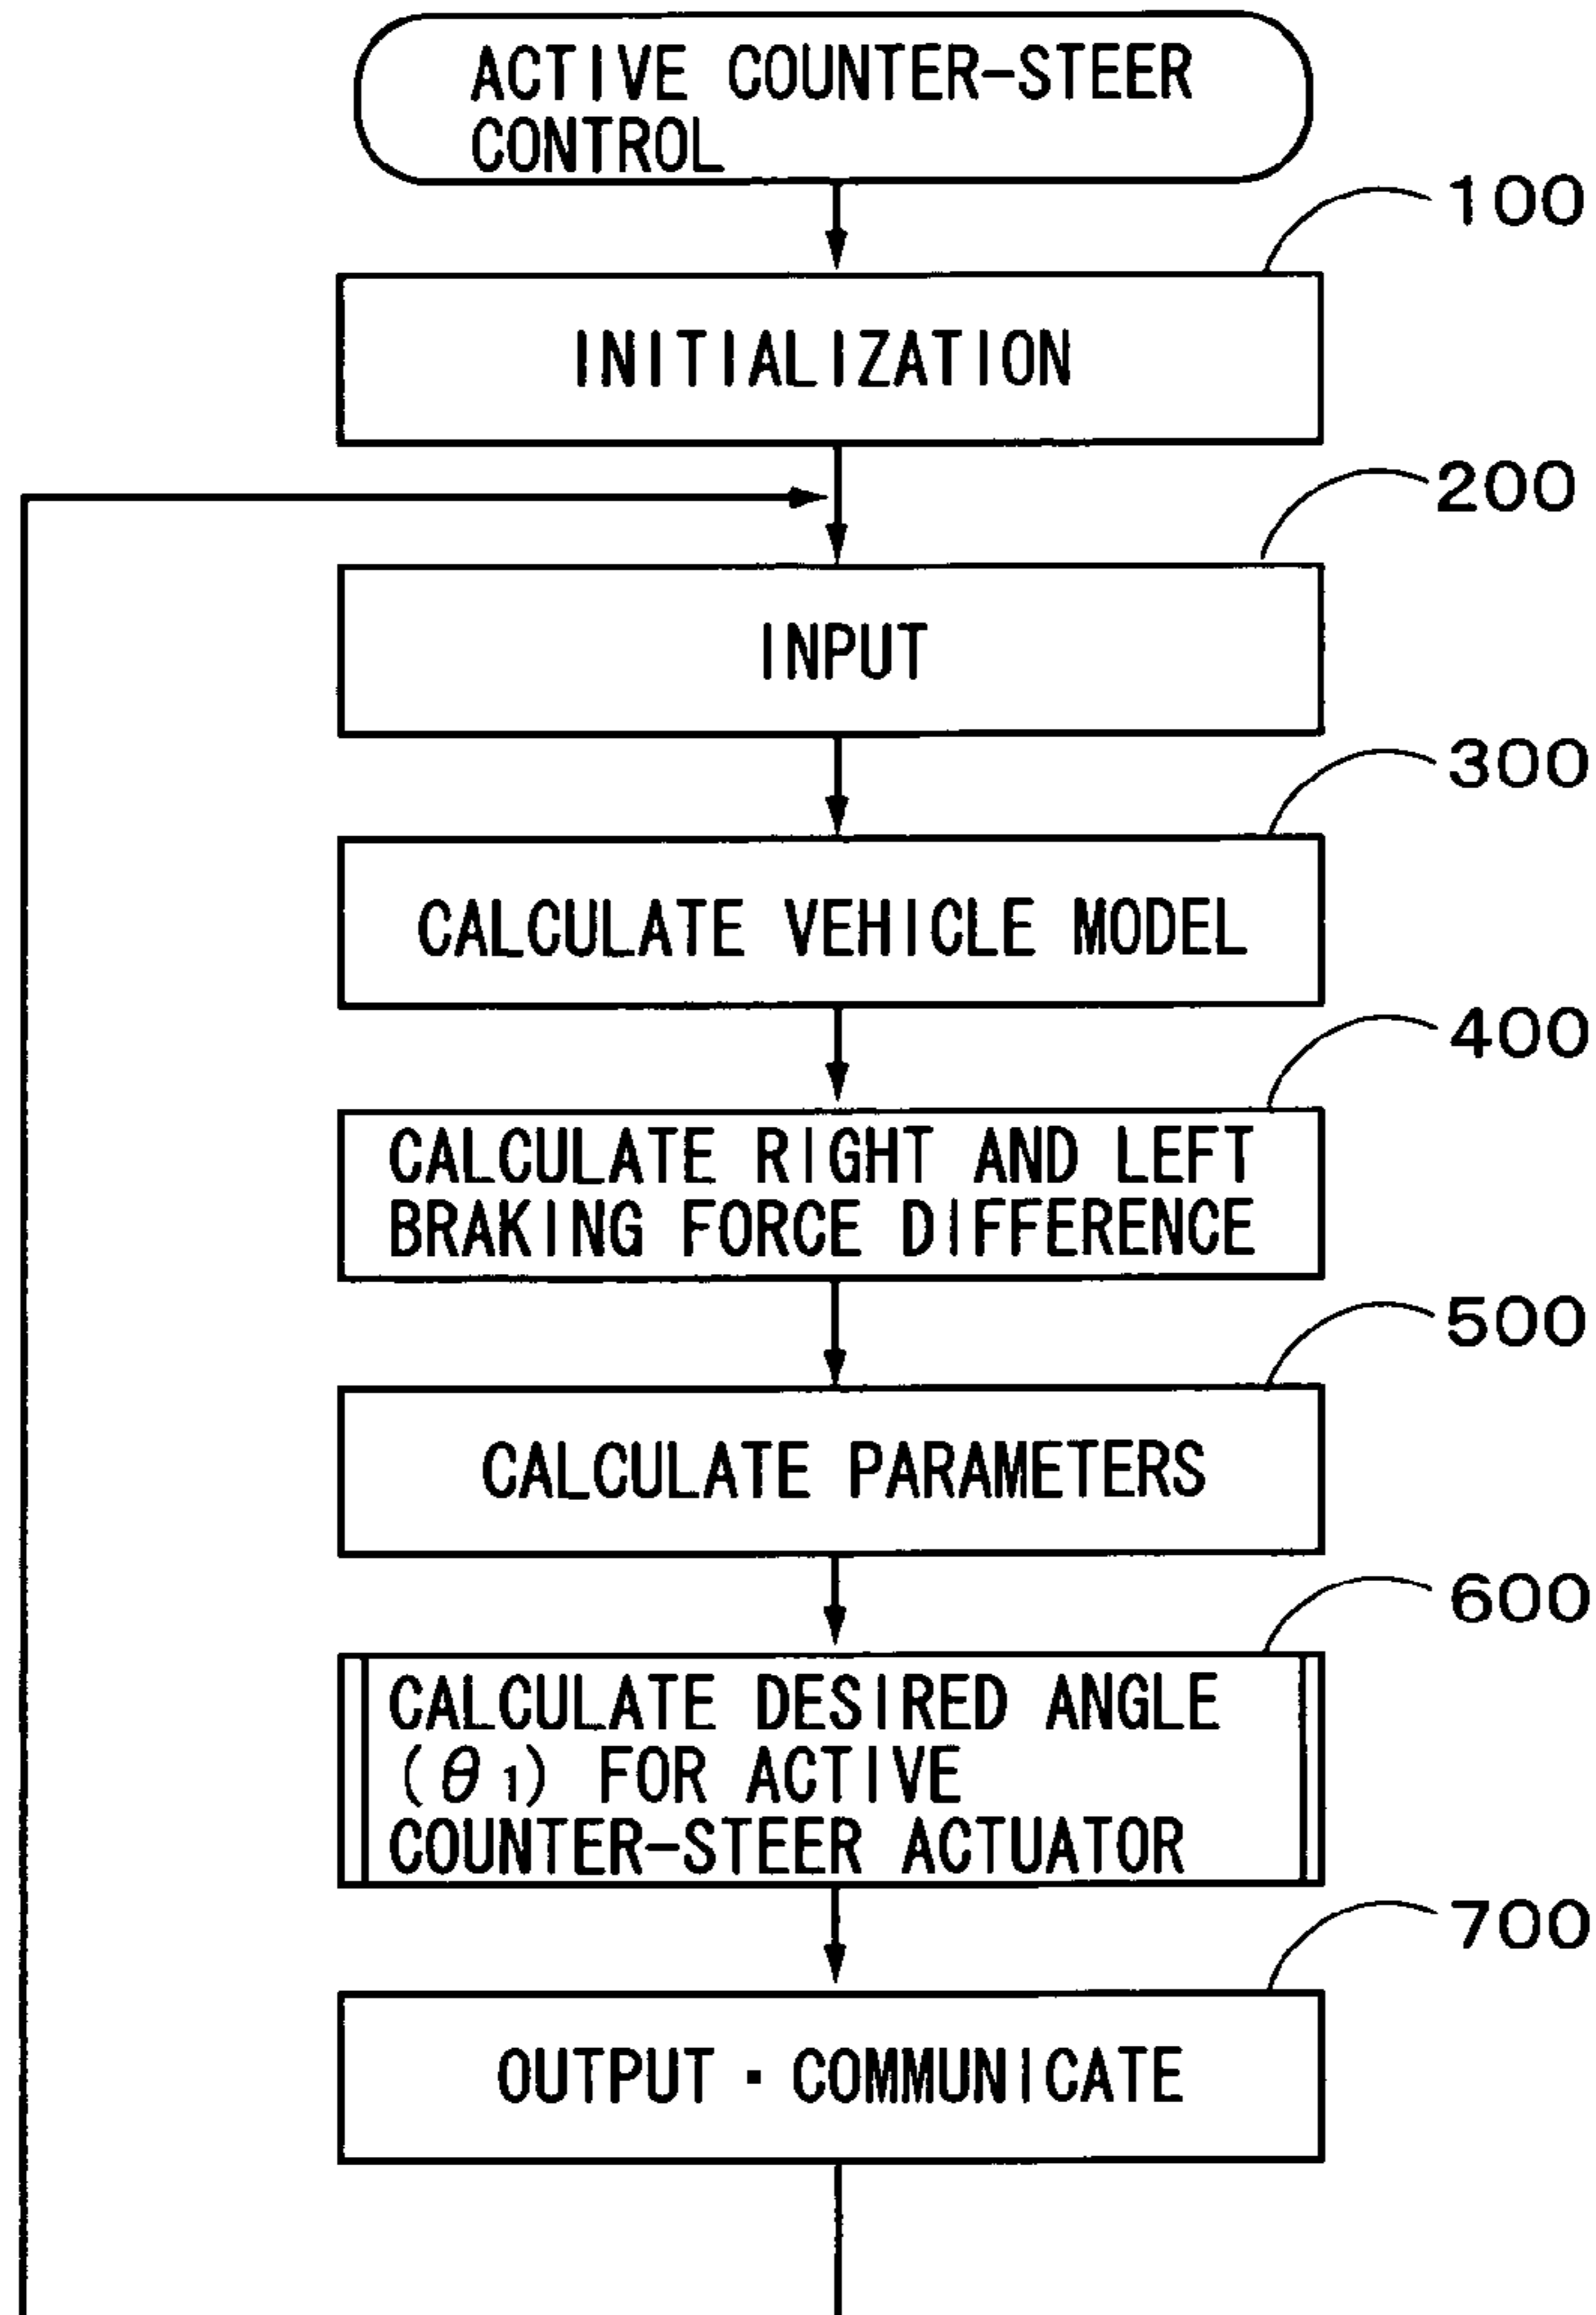 ACTIVE COUNTER-STEER
CONTROL
100
INITIALIZATION
200
INPUT
300
CALCULATE VEHICLE MODEL
400
CALCULATE RIGHT AND LEFT
BRAKING FORCE DIFFERENCE
500
CALCULATE PARAMETERS
600
CALCULATE DESIRED ANGLE
(θ1) FOR ACTIVE
COUNTER-STEER ACTUATOR
700
OUTPUT・COMMUNICATE